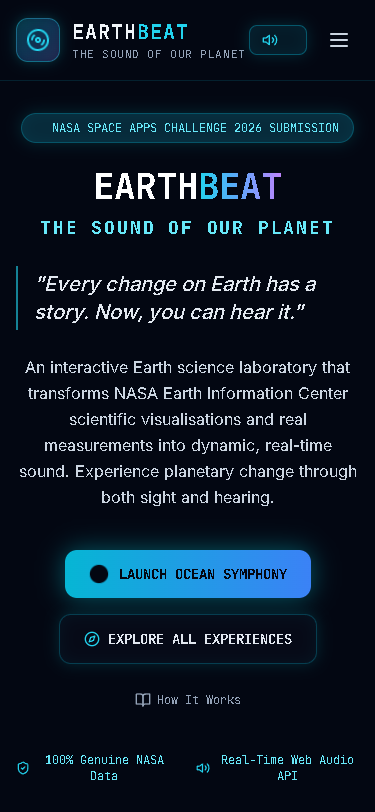 EARTHBEAT
THE SOUND OF OUR PLANET
NASA SPACE APPS CHALLENGE 2026 SUBMISSION
EARTHBEAT
THE SOUND OF OUR PLANET
"Every change on Earth has a
story. Now, you can hear it."
An interactive Earth science laboratory that
transforms NASA Earth Information Center
scientific visualisations and real
measurements into dynamic, real-time
sound. Experience planetary change through
both sight and hearing.
LAUNCH OCEAN SYMPHONY
EXPLORE ALL EXPERIENCES
How It Works
100% Genuine NASA
Data
Real-Time Web Audio
API